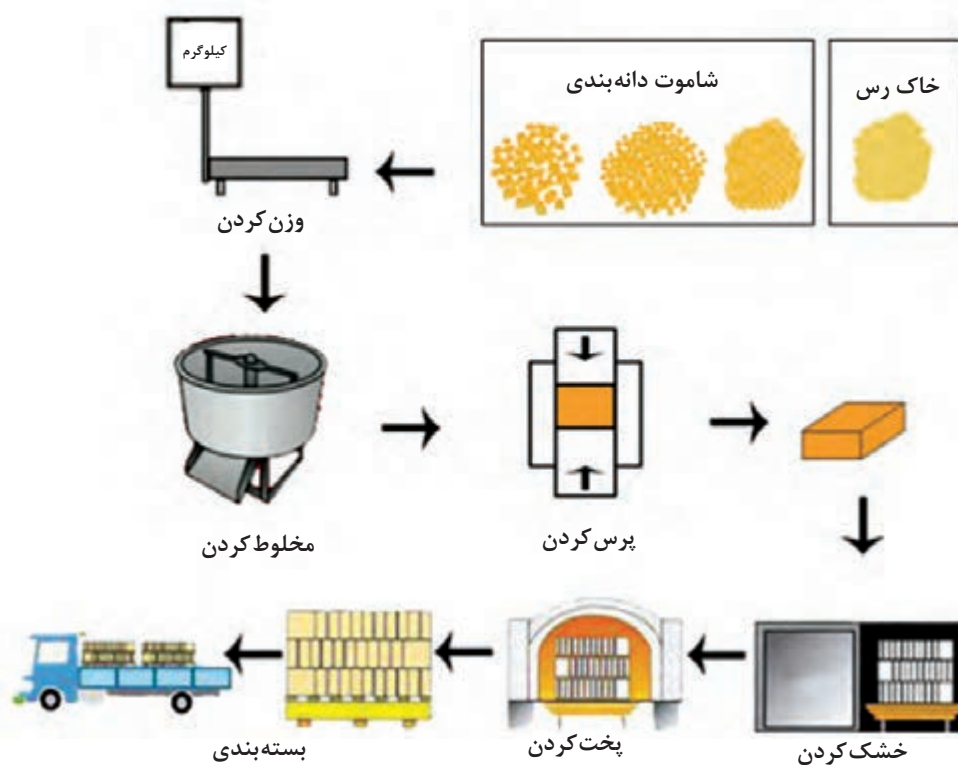 خاک رس
شاموت دانه‌بندی
کیلوگرم
وزن کردن
مخلوط کردن
پرس کردن
خشک کردن
پخت کردن
بسته‌بندی